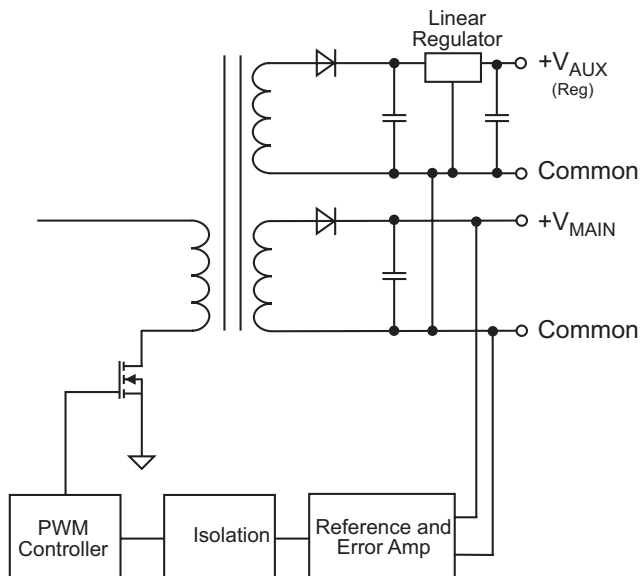 Linear
Regulator
+VAUX
(Reg)
Common
+VMAIN
Common
PWM
Controller
Isolation
Reference and
Error Amp